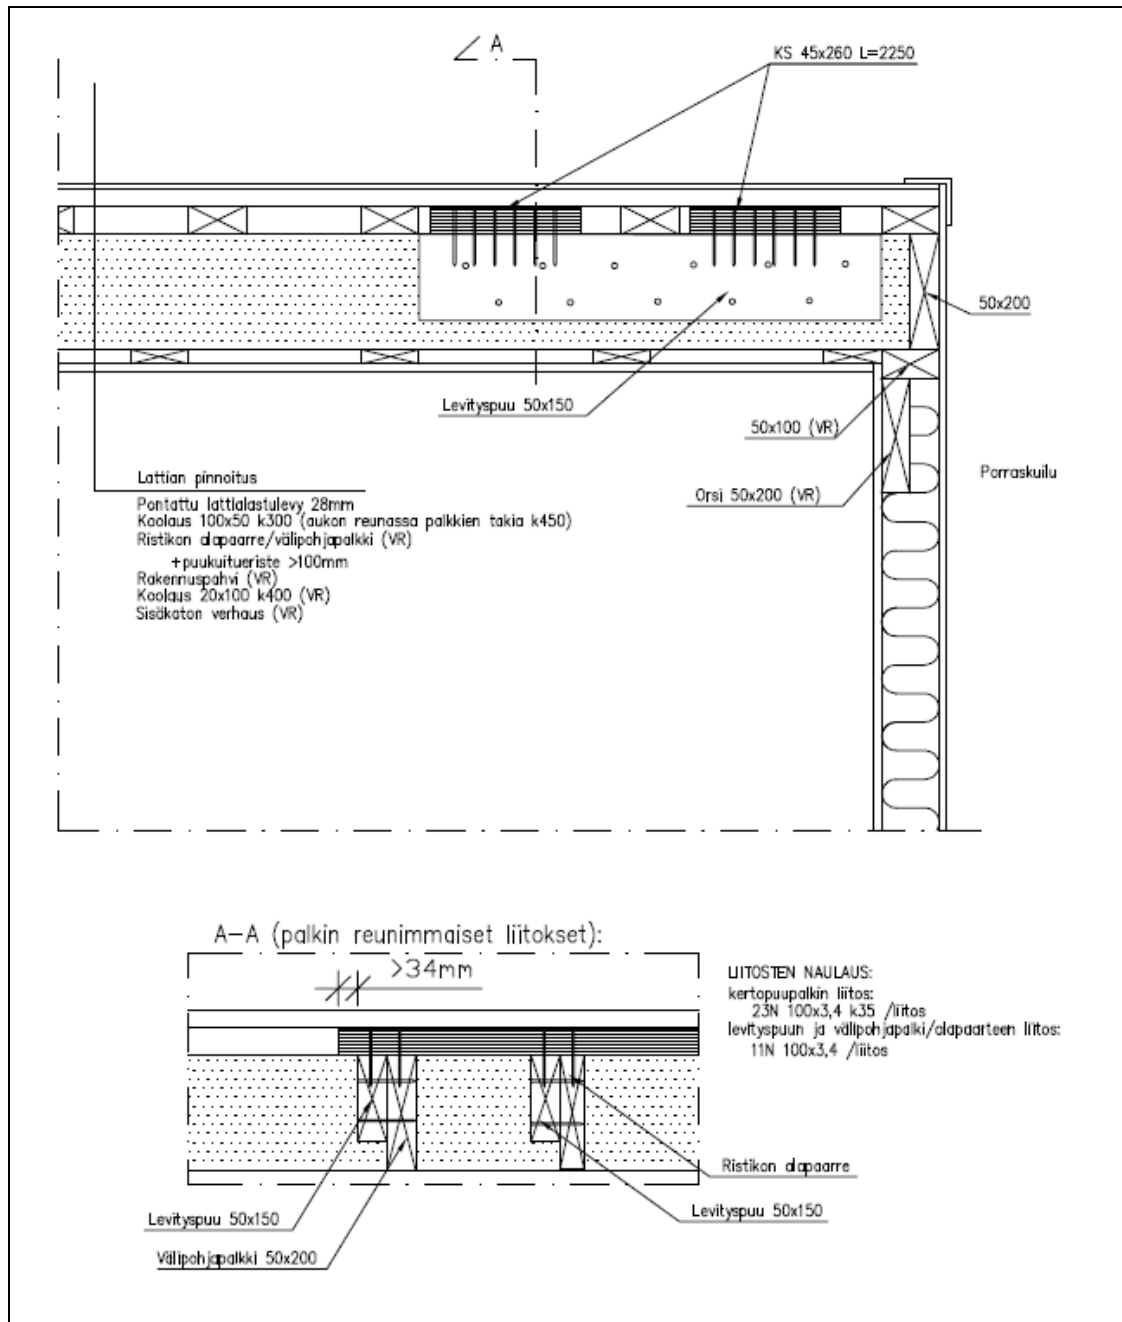 A
KS 45x260 L=2250
50x200
Levityspuu 50x150
50x100 (VR)
Orsi 50x200 (VR)
Porraskuilu
Lattian pinnoitus
Pontattu lattialastulevy 28mm
Koolaus 100x50 k300 (aukon reunassa palkkien takia k450)
Ristikon alapaarre/välipohjapalkki (VR)
+puukuitueriste >100mm
Rakennuspahvi (VR)
Koolaus 20x100 k400 (VR)
Sisäkaton verhaus (VR)
A-A (palkin reunimmaiset liitokset):
>34mm
LIITOSTEN NAULAUS:
kertopuupalkin liitos:
23N 100x3,4 k35 /liitos
levityspuun ja välipohjapalki/alapaarteen liitos:
11N 100x3,4 /liitos
Ristikon alapaarre
Levityspuu 50x150
Levityspuu 50x150
Välipohjapalkki 50x200